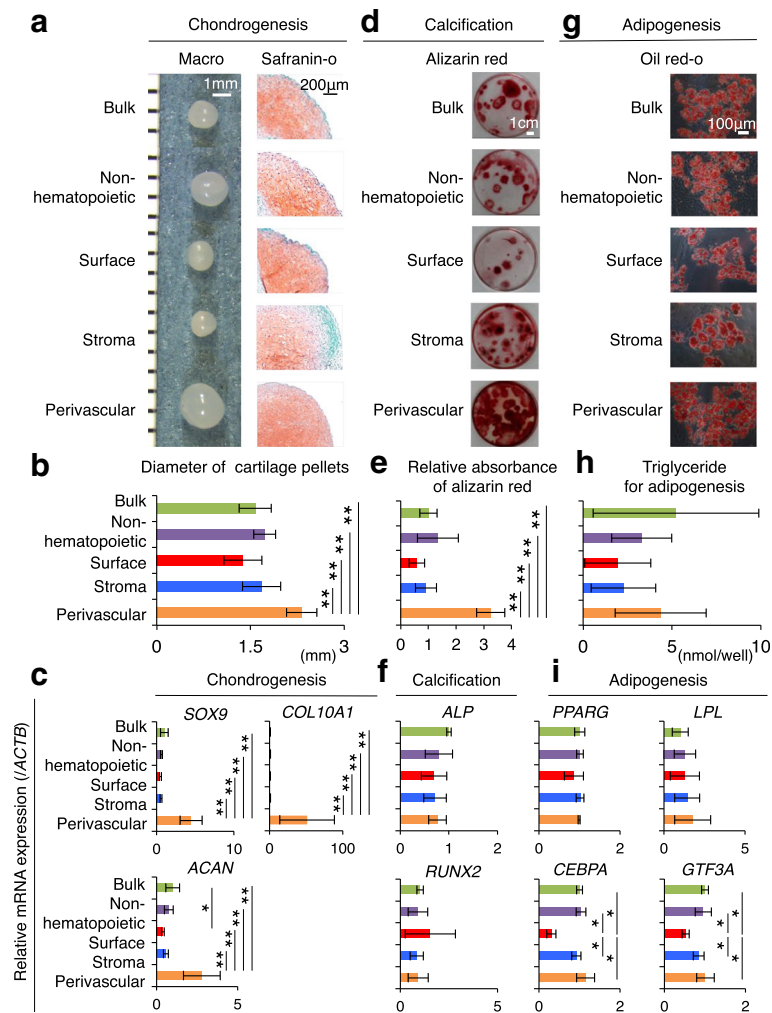 a
Chondrogenesis
Macro
Safranin-o
1mm
200μm
Bulk
Non-
hematopoietic
Surface
Stroma
Perivascular
d
Calcification
Alizarin red
Bulk
1cm
Non-
hematopoietic
Surface
Stroma
Perivascular
g
Adipogenesis
Oil red-o
Bulk
100μm
Non-
hematopoietic
Surface
Stroma
Perivascular
b
Diameter of cartilage pellets
Bulk
Non-
hematopoietic
Surface
Stroma
Perivascular
** ** ** **
0 1.5 3
(mm)
e
Relative absorbance
of alizarin red
** ** ** **
0 1 2 3 4
h
Triglyceride
for adipogenesis
0 5 10
(nmol/well)
c
Chondrogenesis
Relative mRNA expression (/ACTB)
SOX9
Bulk
Non-
hematopoietic
Surface
Stroma
Perivascular
** ** ** **
0 10
COL10A1
** ** ** **
0 100
ACAN
Bulk
Non-
hematopoietic
Surface
Stroma
Perivascular
*
** ** ** **
0 5
f
Calcification
ALP
0 1 2
RUNX2
0 5
i
Adipogenesis
PPARG
0 2
LPL
0 5
CEBPA
* * * *
0 2
GTF3A
* * * *
0 2